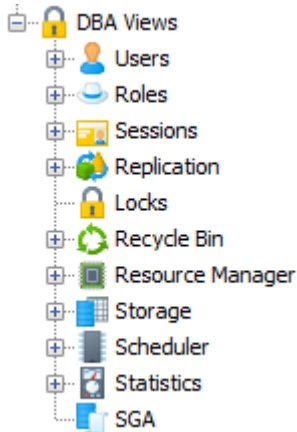 DBA Views
Users
Roles
Sessions
Replication
Locks
Recycle Bin
Resource Manager
Storage
Scheduler
Statistics
SGA